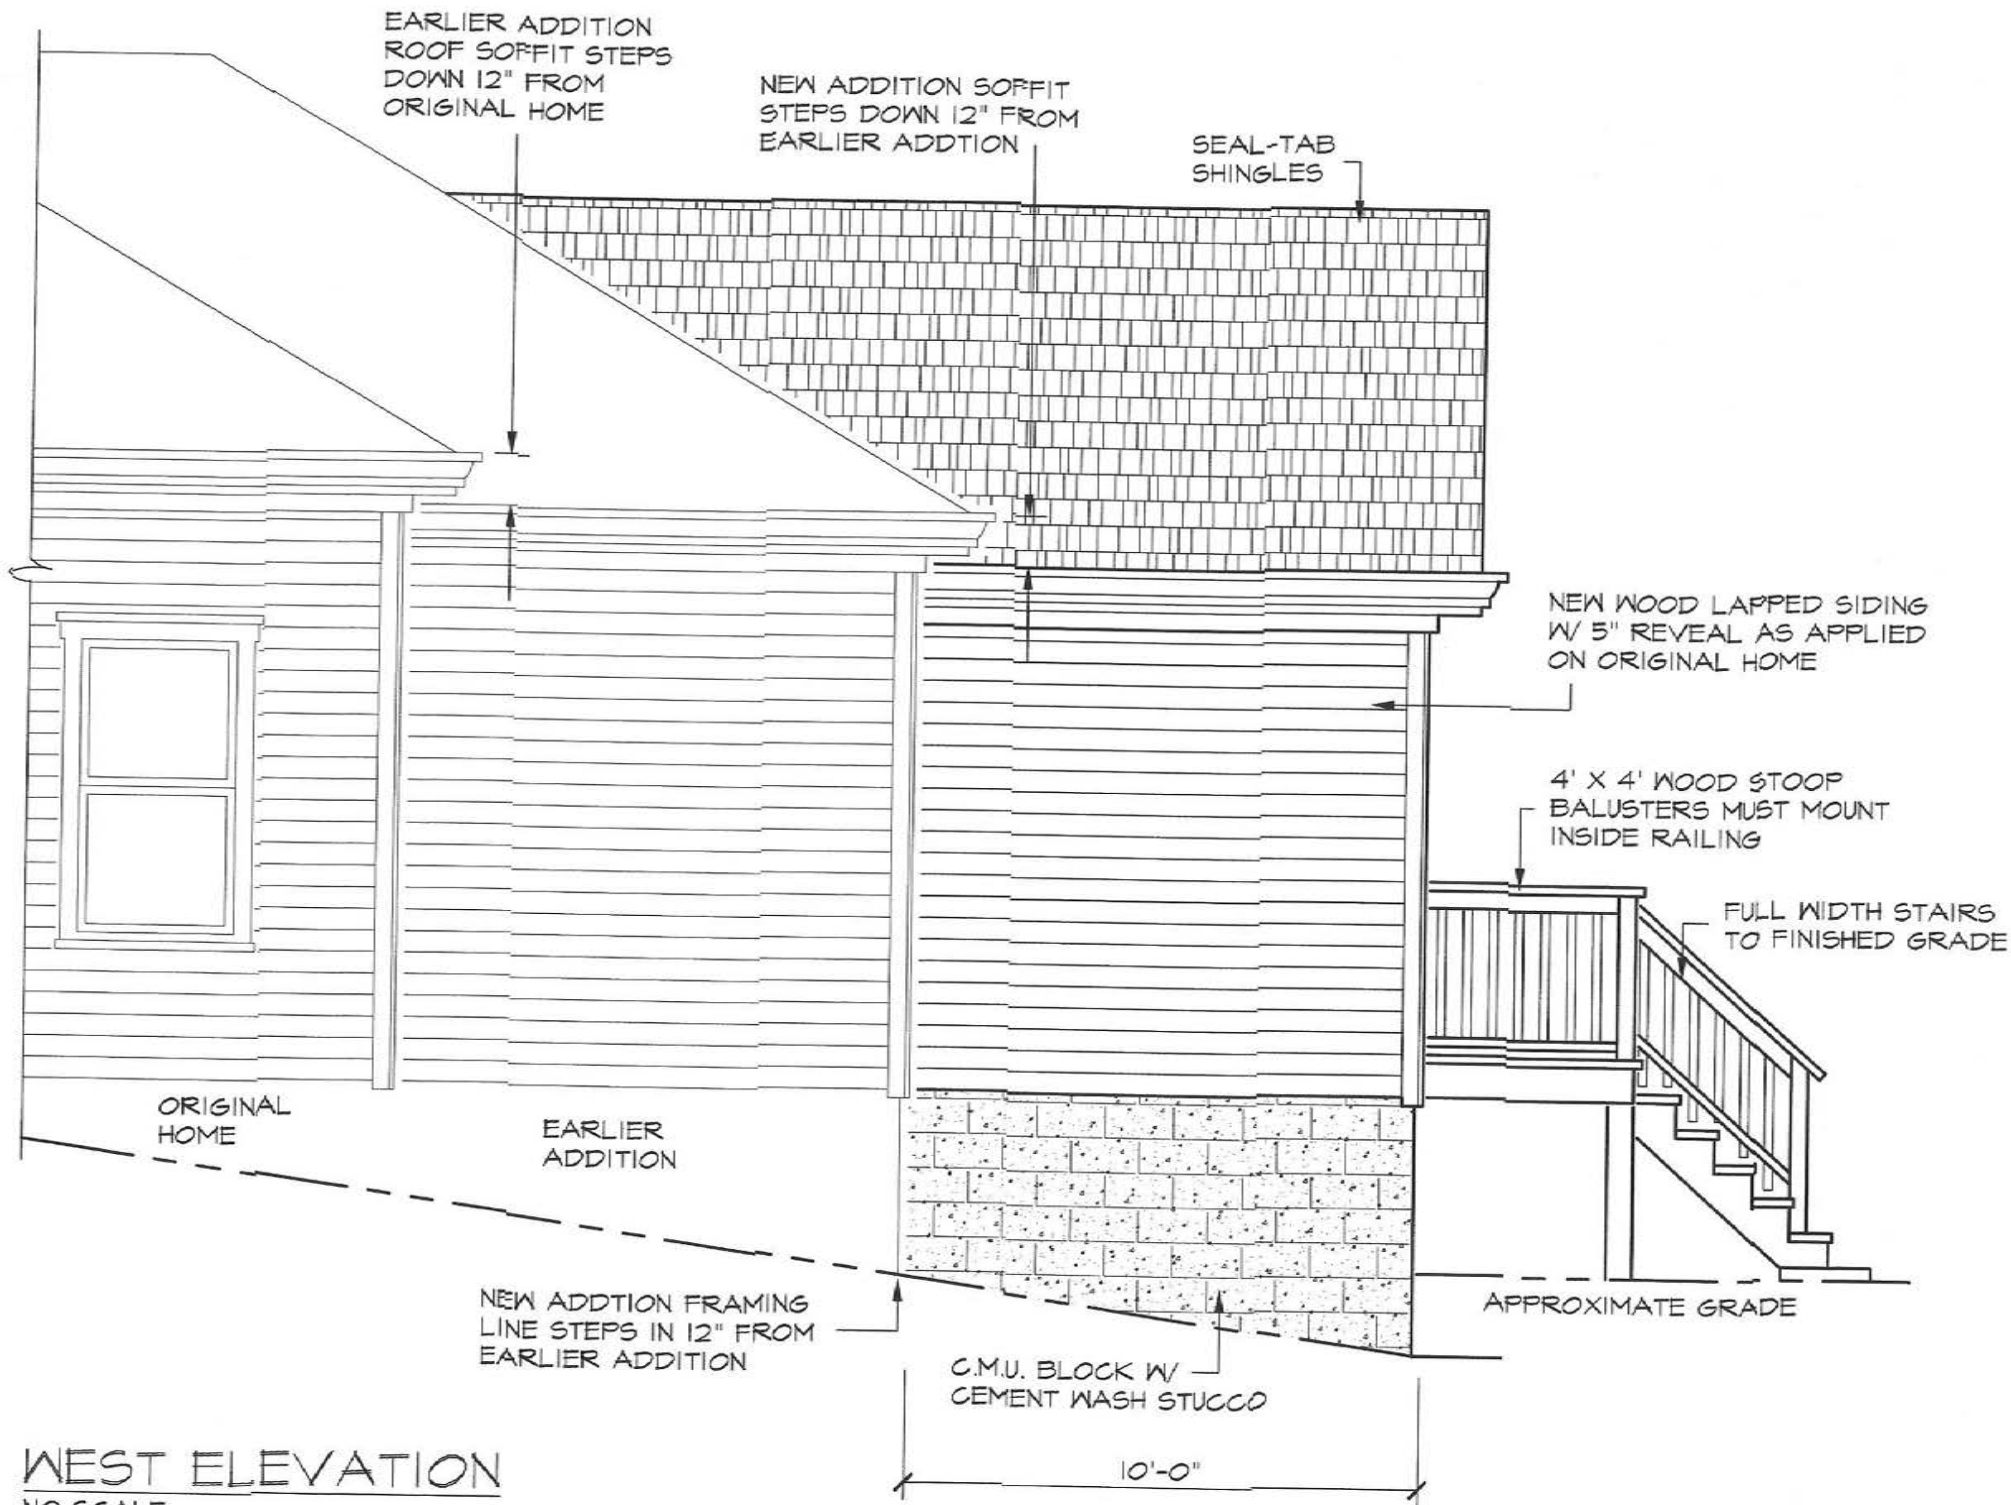 EARLIER ADDITION
ROOF SOFFIT STEPS
DOWN 12" FROM
ORIGINAL HOME
NEW ADDITION SOFFIT
STEPS DOWN 12" FROM
EARLIER ADDTION
SEAL-TAB
SHINGLES
NEW WOOD LAPPED SIDING
W/ 5" REVEAL AS APPLIED
ON ORIGINAL HOME
4' X 4' WOOD STOOP
BALUSTERS MUST MOUNT
INSIDE RAILING
FULL WIDTH STAIRS
TO FINISHED GRADE
ORIGINAL
HOME
EARLIER
ADDITION
NEW ADDTION FRAMING
LINE STEPS IN 12" FROM
EARLIER ADDITION
C.M.U. BLOCK W/
CEMENT WASH STUCCO
APPROXIMATE GRADE
10'-0"
WEST ELEVATION
NO SCALE